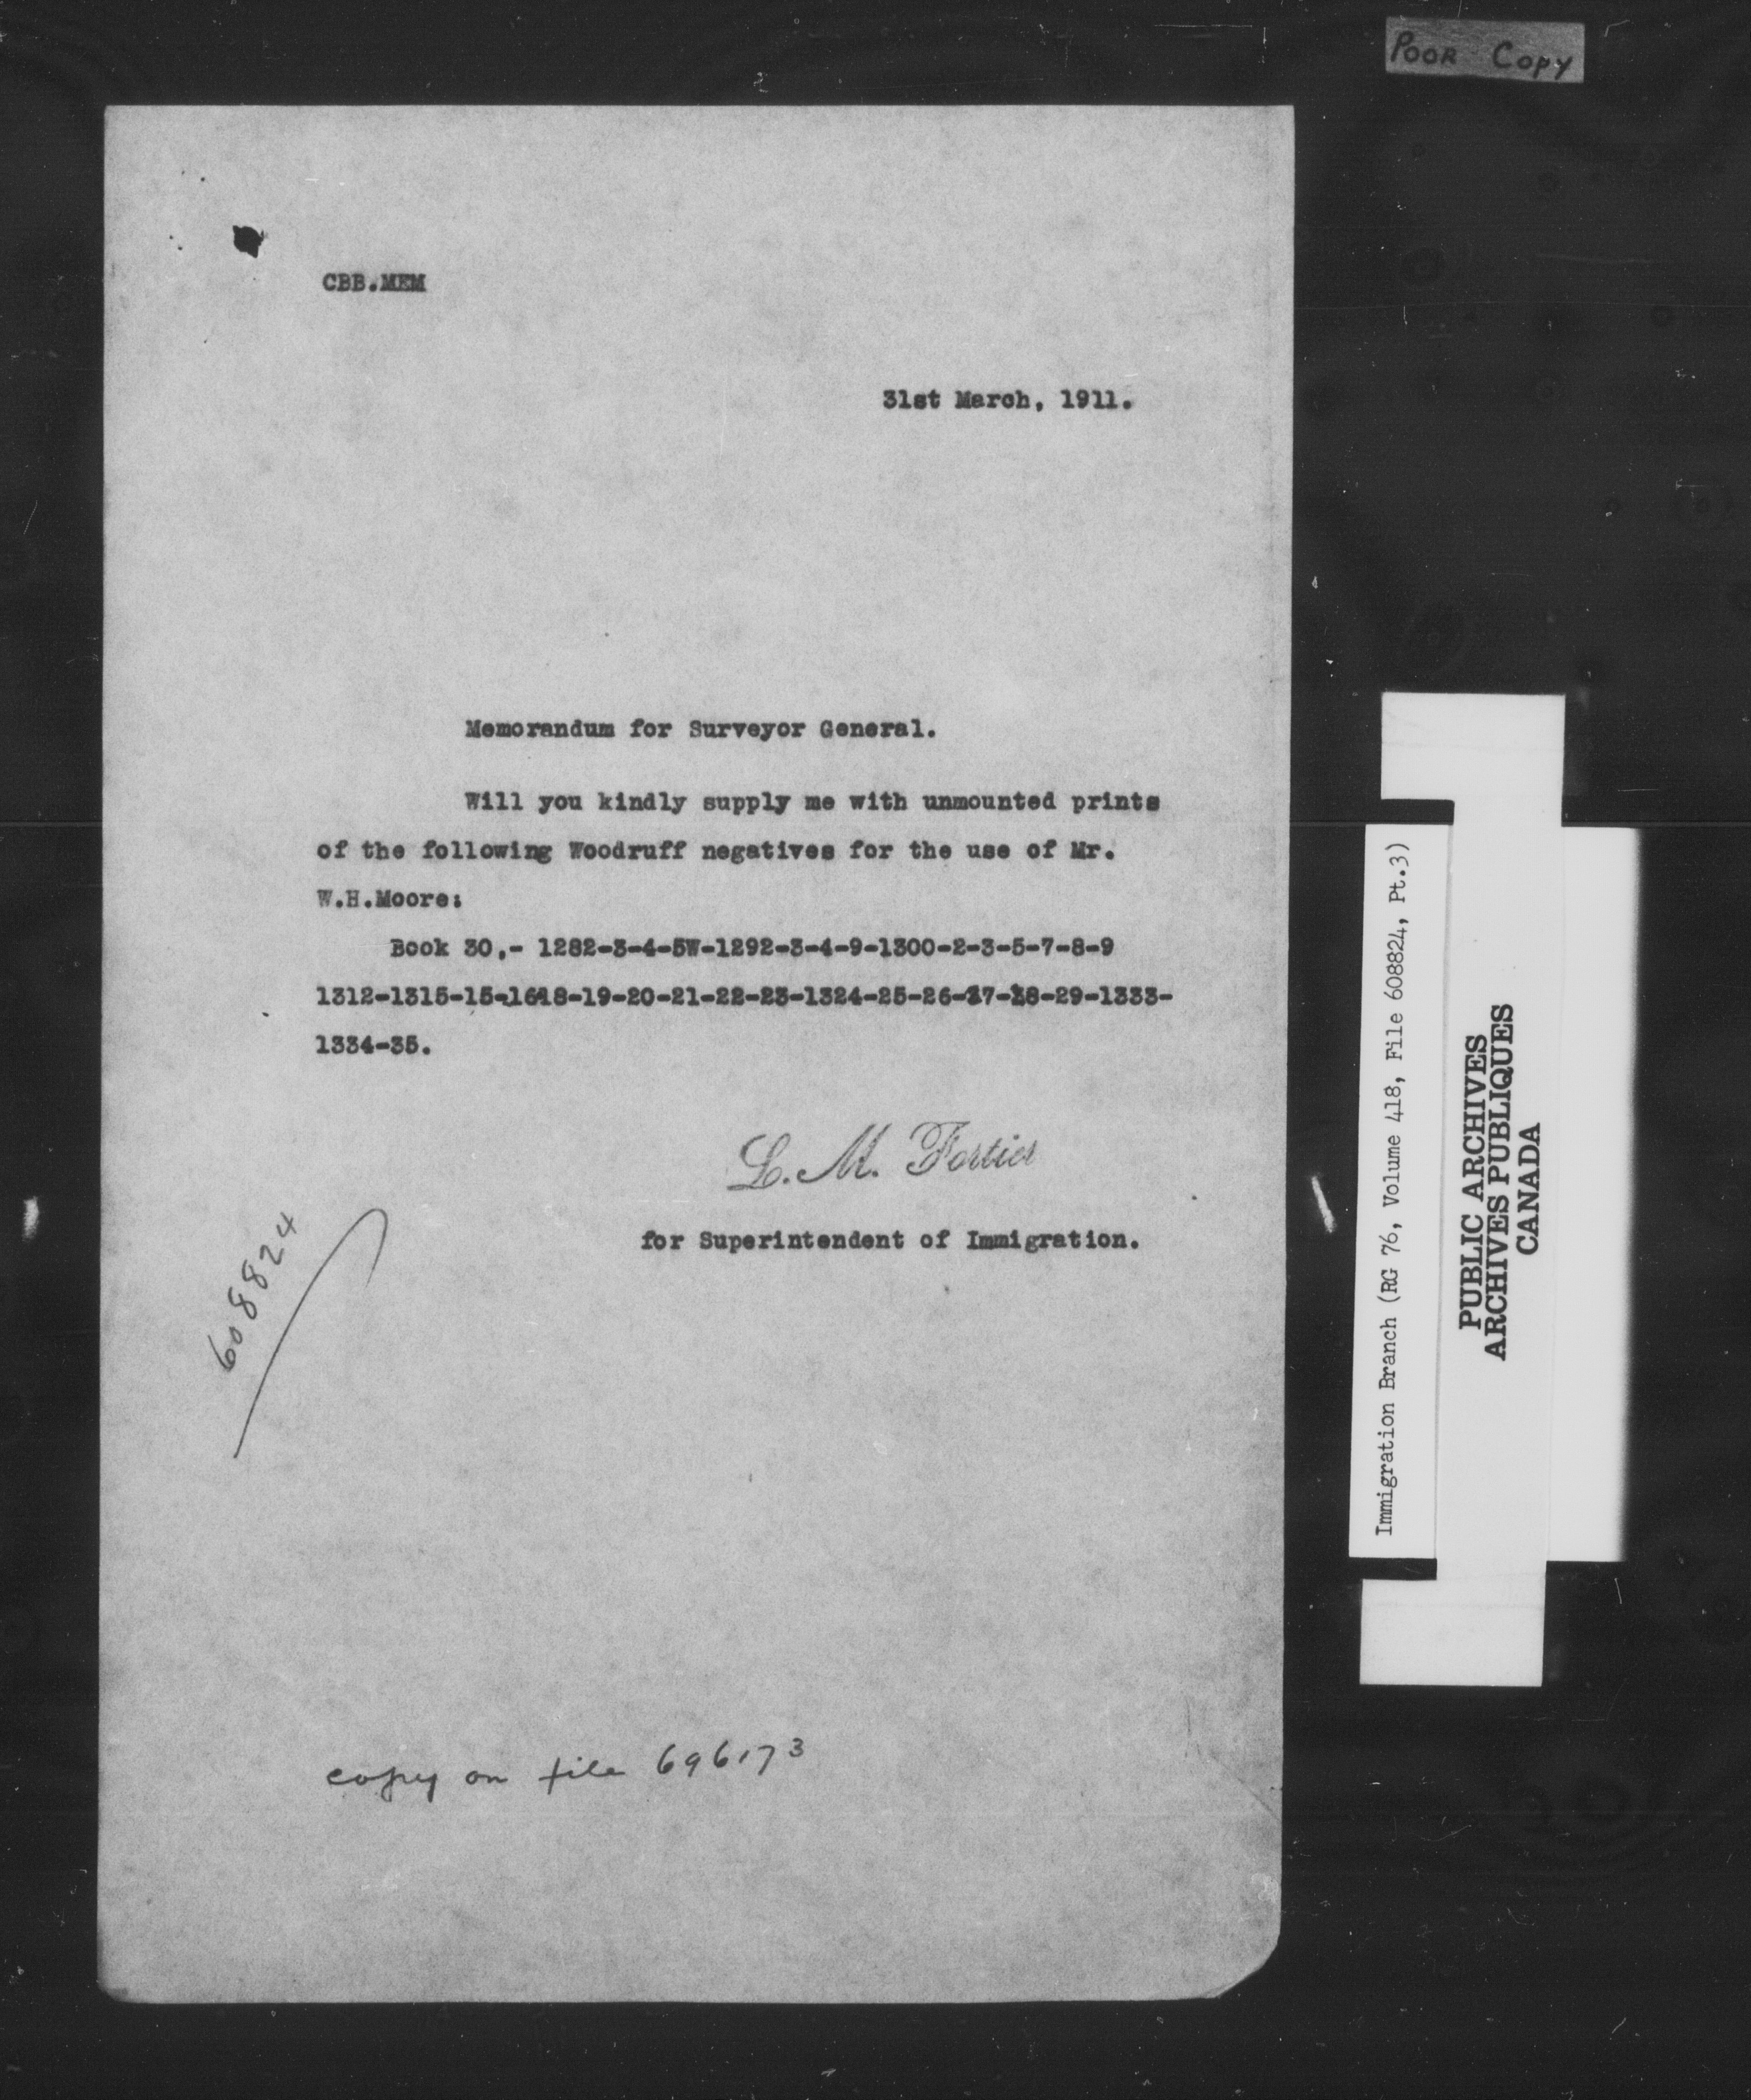 POOR COPY
CBB.MEM
31st March, 1911.
Memorandum for Surveyor General.
Will you kindly supply me with unmounted prints
of the following Woodruff negatives for the use of Mr.
W.H.Moore:
Book 30,- 1282-3-4-5W-1292-3-4-9-1300-2-3-5-7-8-9
1312-1315-15-1618-19-20-21-22-23-1324-25-26-27-28-29-1333-
1334-35.
L. M. Fortier
for Superintendent of Immigration.
608824
copy on file 696173
Immigration Branch (RG 76, Volume 418, File 608824, Pt.3)
PUBLIC ARCHIVES
ARCHIVES PUBLIQUES
CANADA